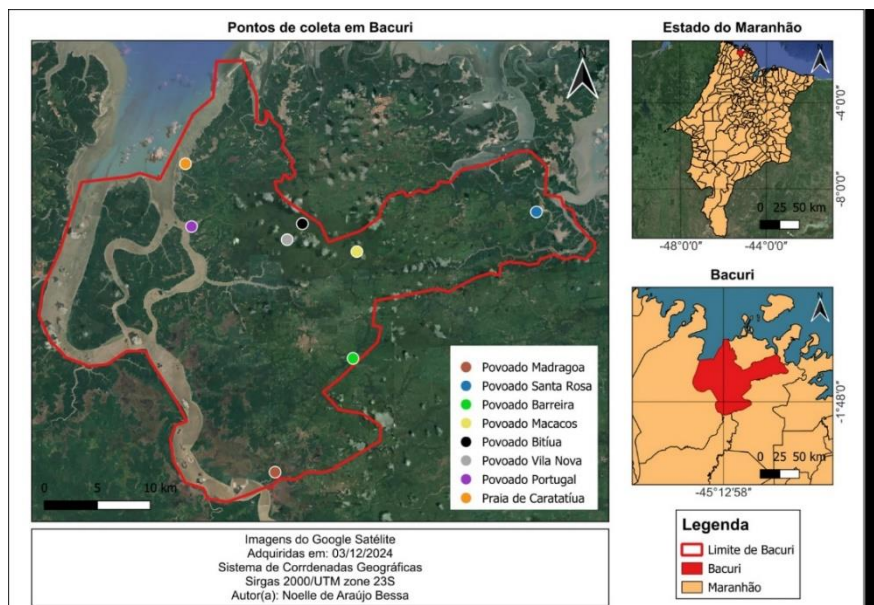 Pontos de coleta em Bacuri
N
Povoado Madragoa
Povoado Santa Rosa
Povoado Barreira
Povoado Macacos
Povoado Bitíua
Povoado Vila Nova
Povoado Portugal
Praia de Caratatíua
0 5 10 km
Imagens do Google Satélite
Adquiridas em: 03/12/2024
Sistema de Corrdenadas Geográficas
Sirgas 2000/UTM zone 23S
Autor(a): Noelle de Araújo Bessa
Estado do Maranhão
N
-4°0'0"
-8°0'0"
0 25 50 km
-48°0'0" -44°0'0"
Bacuri
N
-1°48'0"
0 25 50 km
-45°12'58"
Legenda
Limite de Bacuri
Bacuri
Maranhão